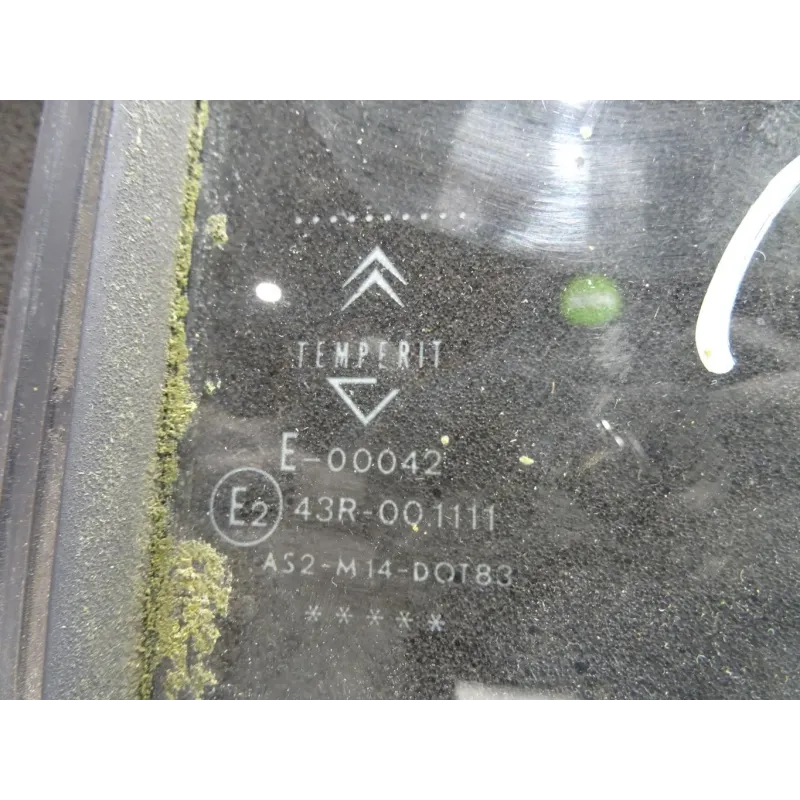 TEMPERIT
E-00042
E2 43R-001111
AS2-M14-DOT83
*****